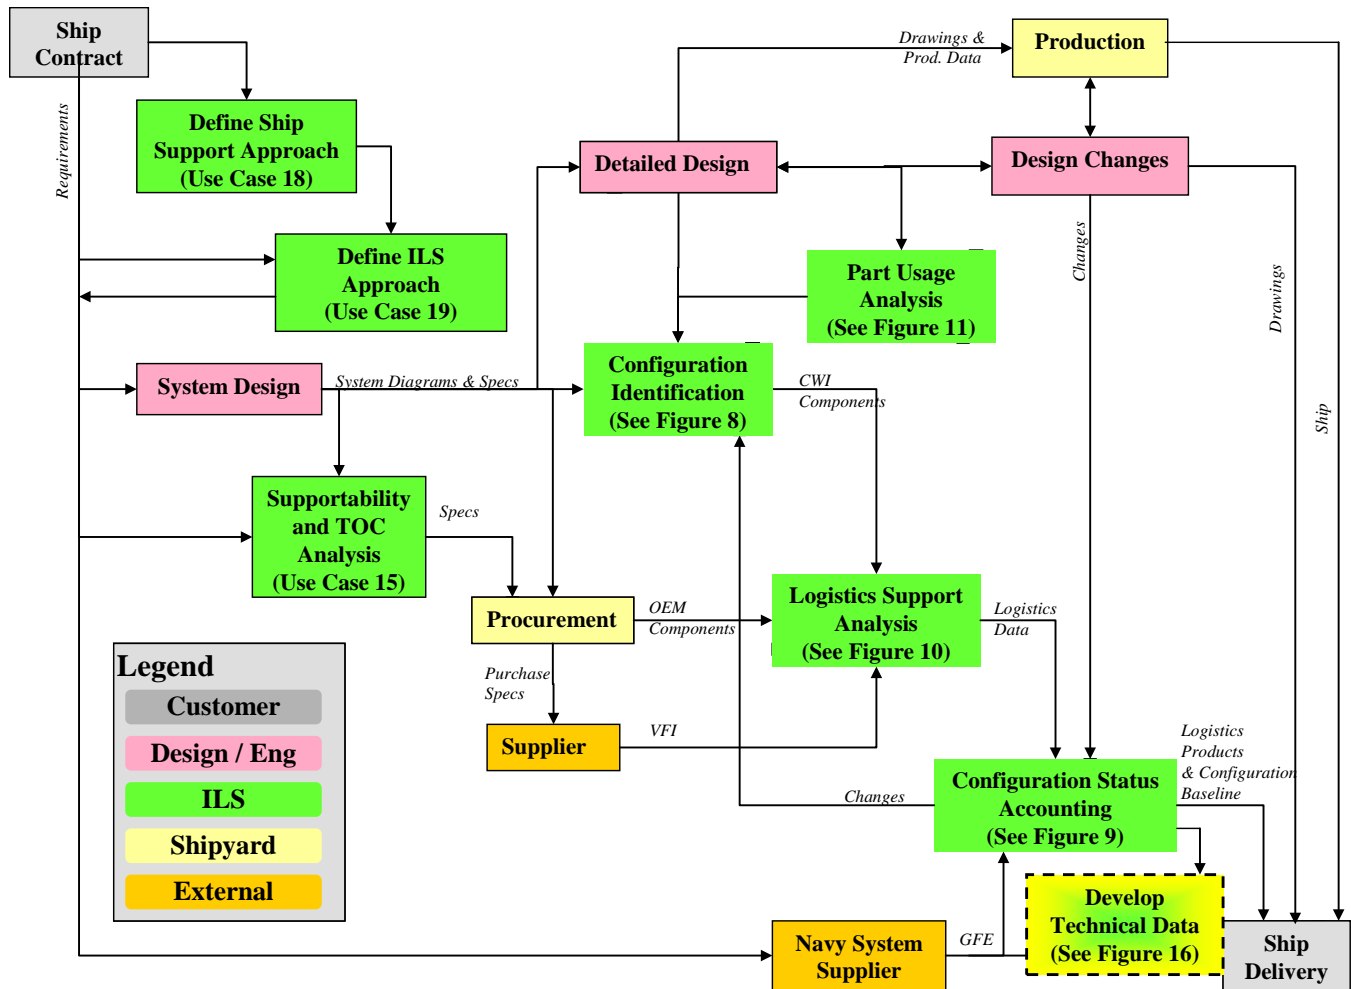 Ship
Contract
Drawings &
Prod. Data
Production
Requirements
Define Ship
Support Approach
(Use Case 18)
Detailed Design
Design Changes
Define ILS
Approach
(Use Case 19)
Part Usage
Analysis
(See Figure 11)
Changes
Drawings
Ship
System Design
System Diagrams & Specs
Configuration
Identification
(See Figure 8)
CWI
Components
Supportability
and TOC
Analysis
(Use Case 15)
Specs
Procurement
OEM
Components
Logistics Support
Analysis
(See Figure 10)
Logistics
Data
Purchase
Specs
Supplier
VFI
Legend
Customer
Design / Eng
ILS
Shipyard
External
Changes
Configuration Status
Accounting
(See Figure 9)
Logistics
Products
& Configuration
Baseline
Develop
Technical Data
(See Figure 16)
Navy System
Supplier
GFE
Ship
Delivery